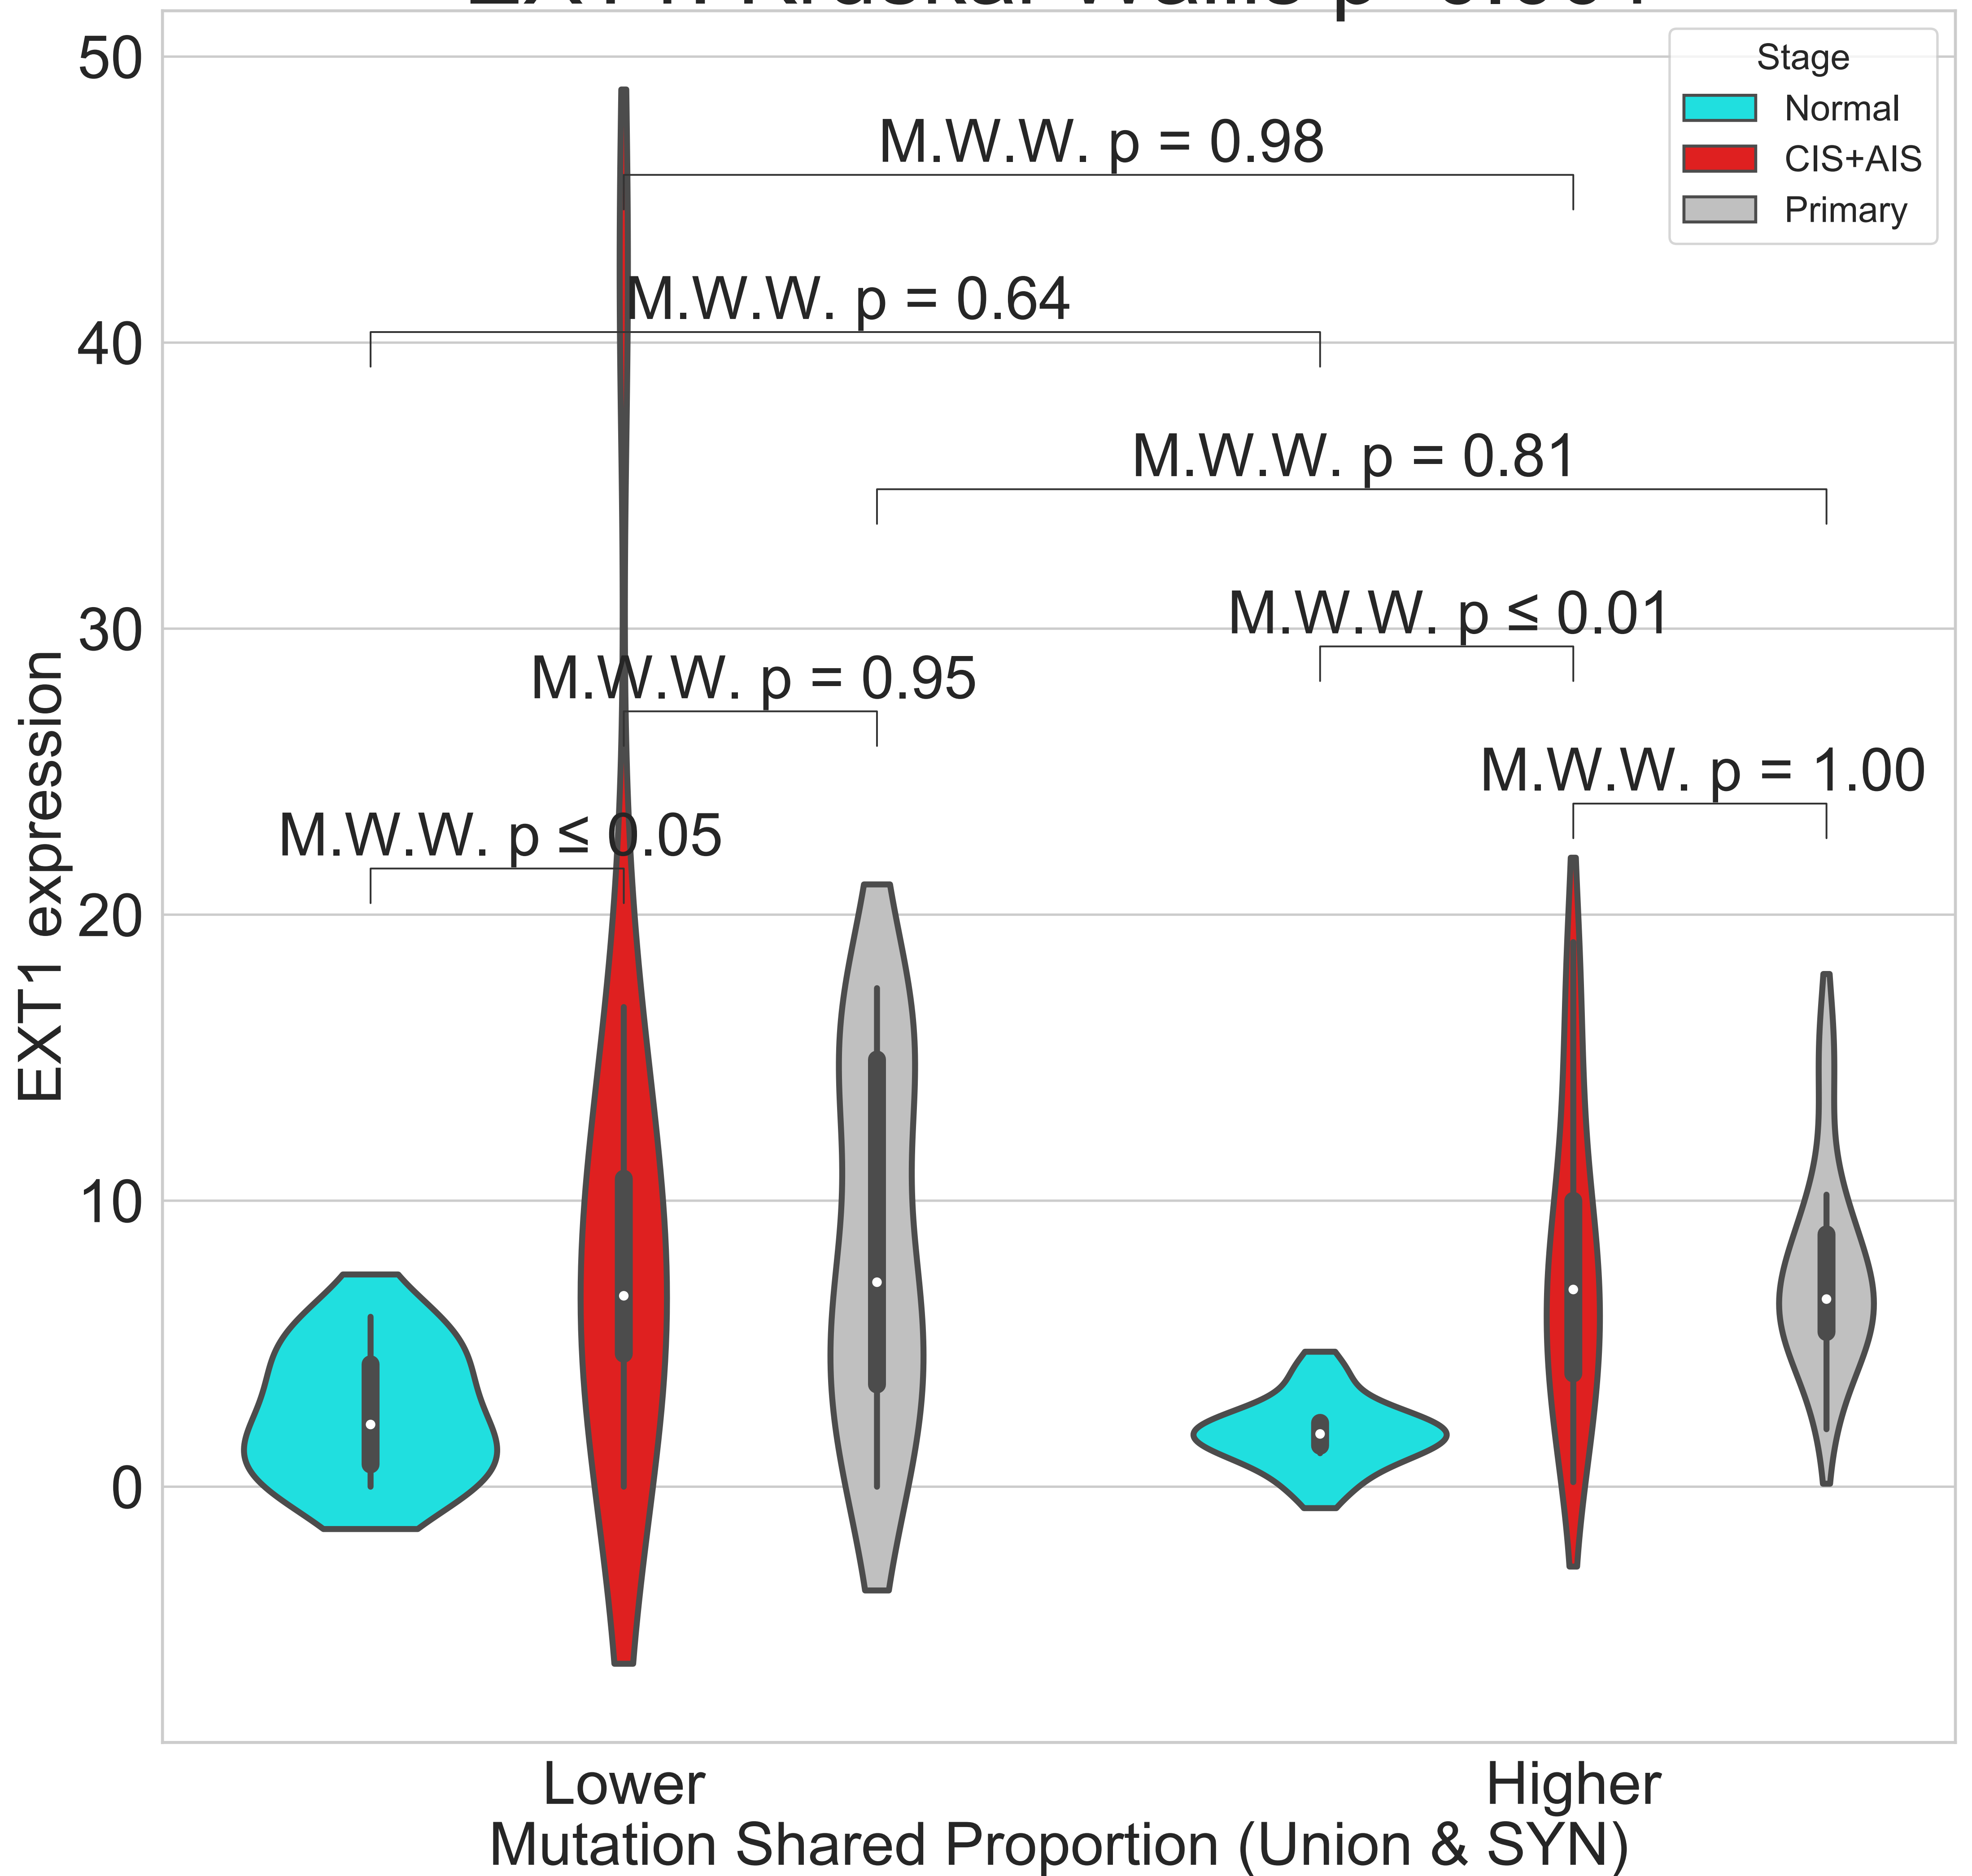 50
40
30
20
10
0
EXT1 expression
Stage
Normal
CIS+AIS
Primary
M.W.W. p = 0.98
M.W.W. p = 0.64
M.W.W. p = 0.81
M.W.W. p ≤ 0.01
M.W.W. p = 0.95
M.W.W. p = 1.00
M.W.W. p ≤ 0.05
Lower
Higher
Mutation Shared Proportion (Union & SYN)